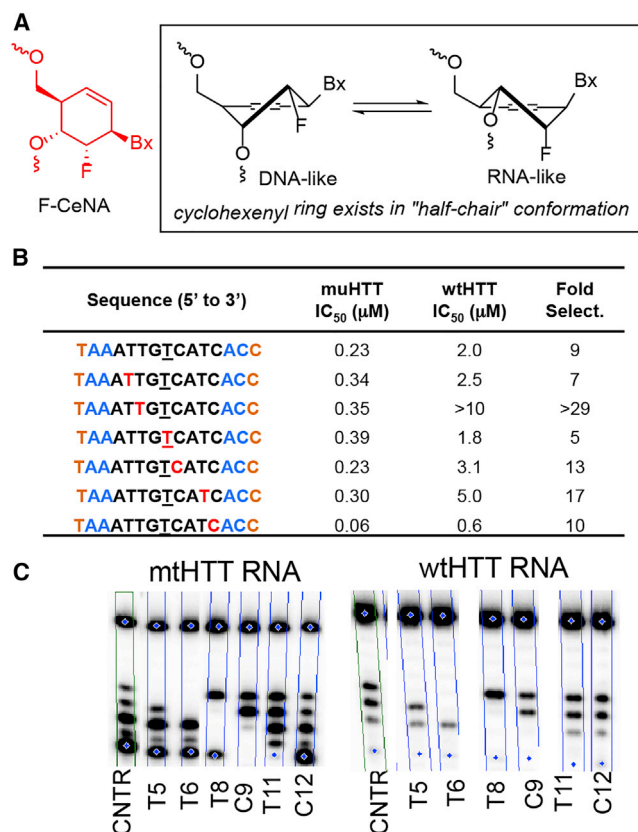 A
O
Bx
O
F
F-CeNA
O
Bx
F
O
DNA-like
O
Bx
O
F
RNA-like
cyclohexenyl ring exists in "half-chair" conformation
B
Sequence (5' to 3') muHTT IC50 (μM) wtHTT IC50 (μM) Fold Select.
TAAATTGTCATCACC 0.23 2.0 9
TAAATTGTCATCACC 0.34 2.5 7
TAAATTGTCATCACC 0.35 >10 >29
TAAATTGTCATCACC 0.39 1.8 5
TAAATTGTCATCACC 0.23 3.1 13
TAAATTGTCATCACC 0.30 5.0 17
TAAATTGTCATCACC 0.06 0.6 10
C
mtHTT RNA wtHTT RNA
CNTR T5 T6 T8 C9 T11 C12 CNTR T5 T6 T8 C9 T11 C12